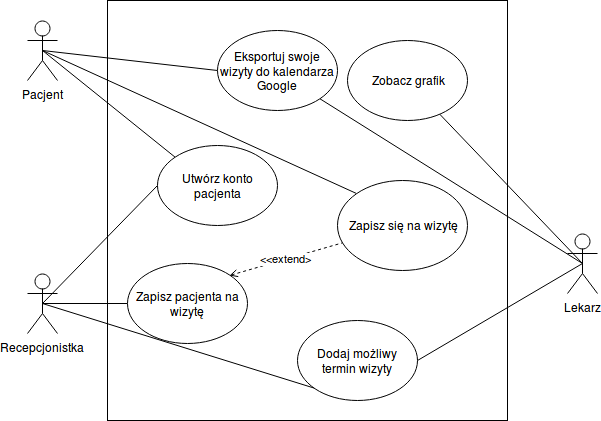 Eksportuj swoje
wizyty do kalendarza
Google
Zobacz grafik
Pacjent
Utwórz konto
pacjenta
Zapisz się na wizytę
<<extend>
Zapisz pacjenta na
wizytę
Lekarz
Recepcjonistka
Dodaj możliwy
termin wizyty